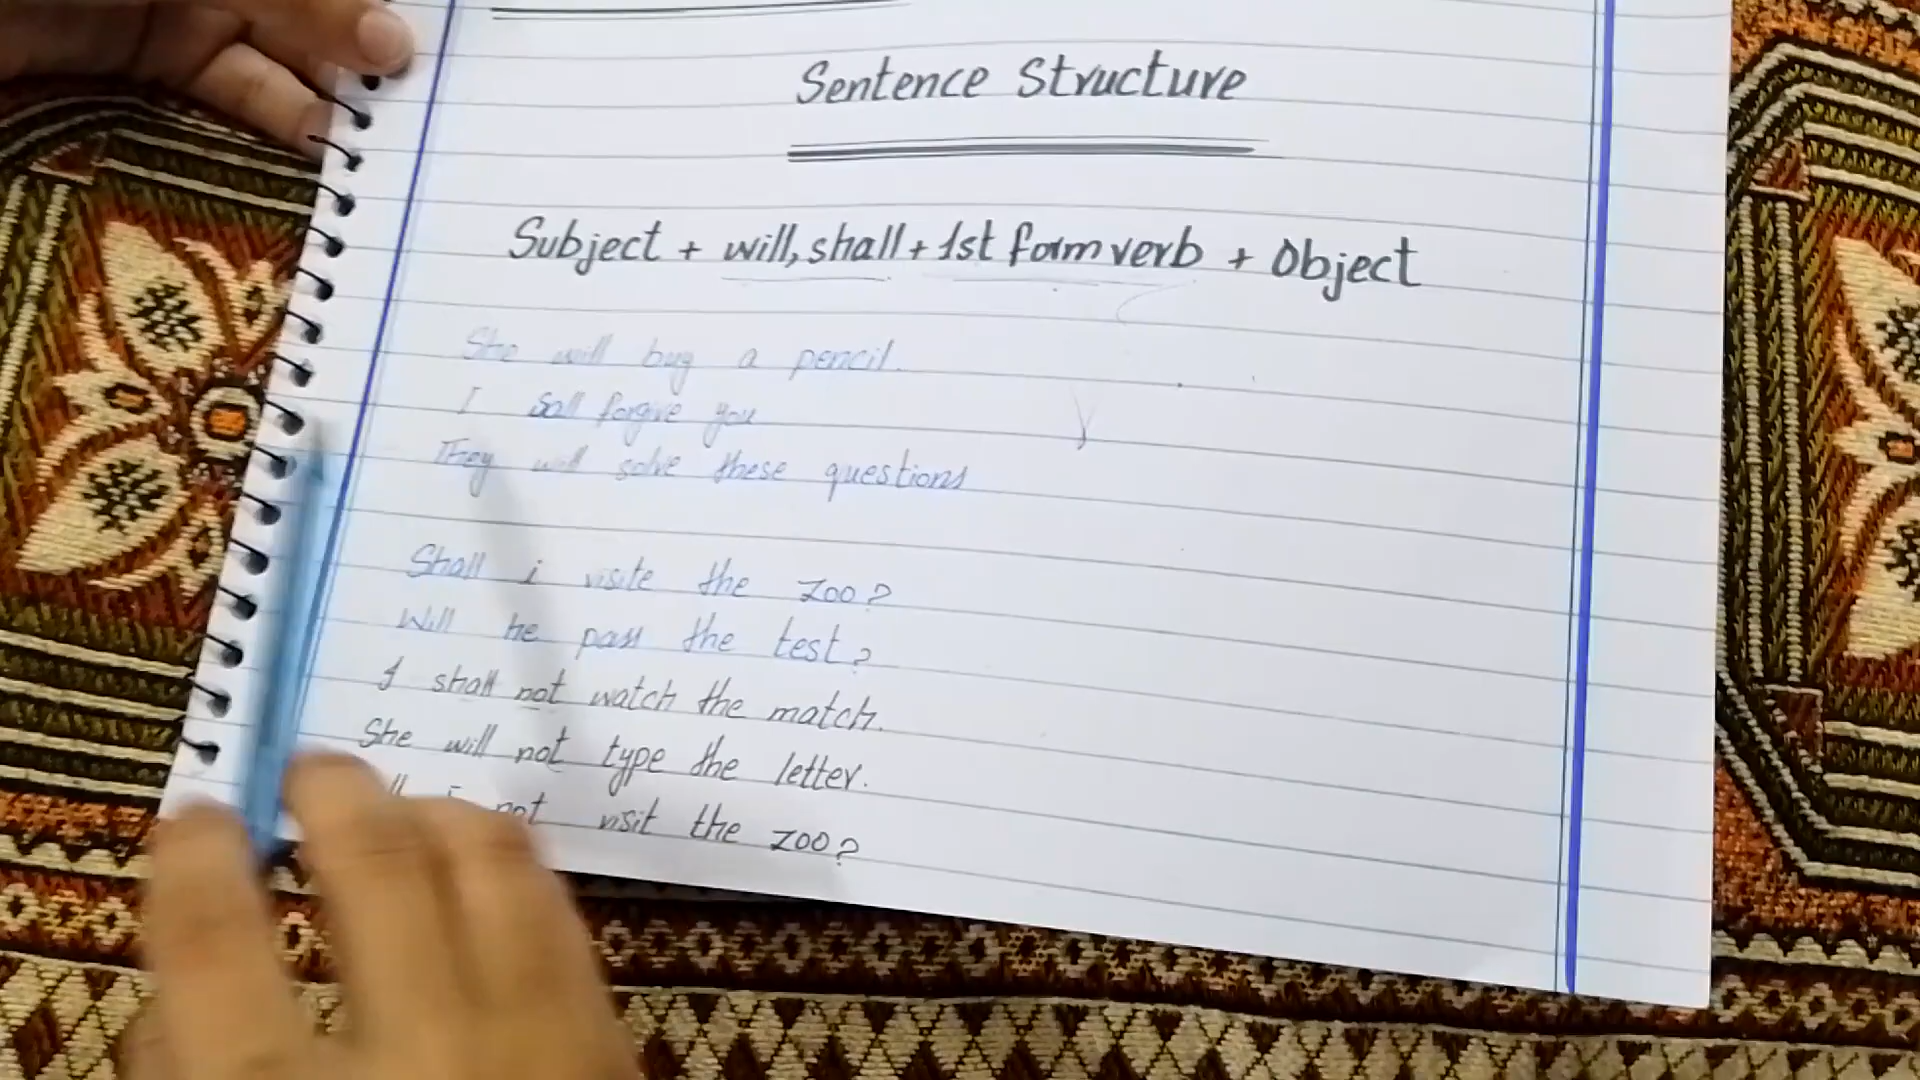 Sentence Structure
Subject + will, shall + 1st form verb + Object
She will buy a pencil.
I Sall forgive you
They will solve these questions
Shall i visite the zoo?
Will he pass the test?
I shall not watch the match.
She will not type the letter.
not visit the zoo?